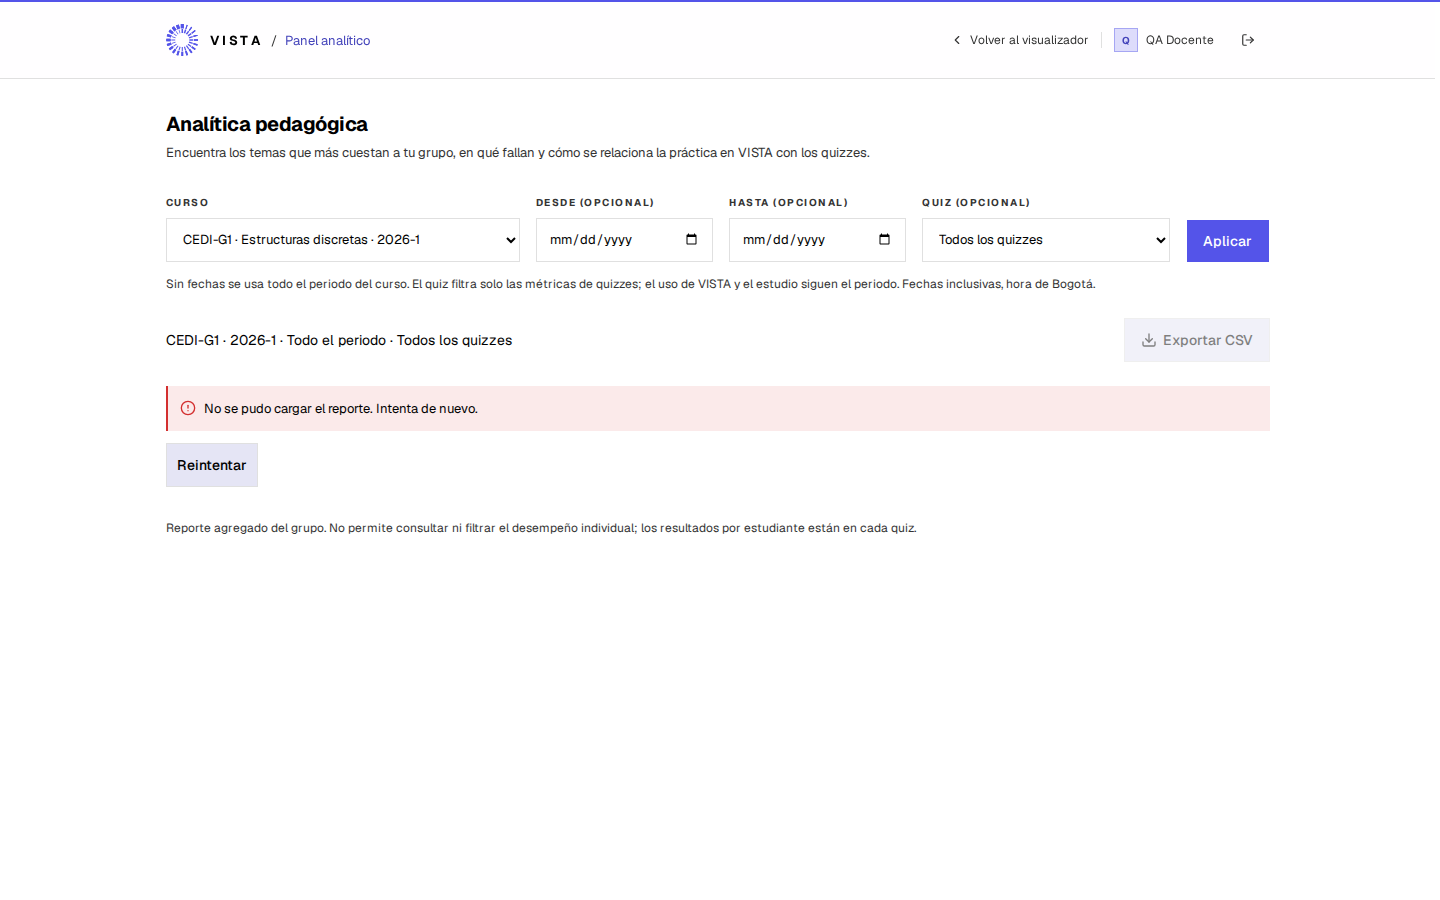 VISTA / Panel analítico
Volver al visualizador
Q QA Docente
Analítica pedagógica
Encuentra los temas que más cuestan a tu grupo, en qué fallan y cómo se relaciona la práctica en VISTA con los quizzes.
CURSO DESDE (OPCIONAL) HASTA (OPCIONAL) QUIZ (OPCIONAL)
CEDI-G1 · Estructuras discretas · 2026-1 mm/dd/yyyy mm/dd/yyyy Todos los quizzes Aplicar
Sin fechas se usa todo el periodo del curso. El quiz filtra solo las métricas de quizzes; el uso de VISTA y el estudio siguen el periodo. Fechas inclusivas, hora de Bogotá.
CEDI-G1 · 2026-1 · Todo el periodo · Todos los quizzes Exportar CSV
No se pudo cargar el reporte. Intenta de nuevo.
Reintentar
Reporte agregado del grupo. No permite consultar ni filtrar el desempeño individual; los resultados por estudiante están en cada quiz.